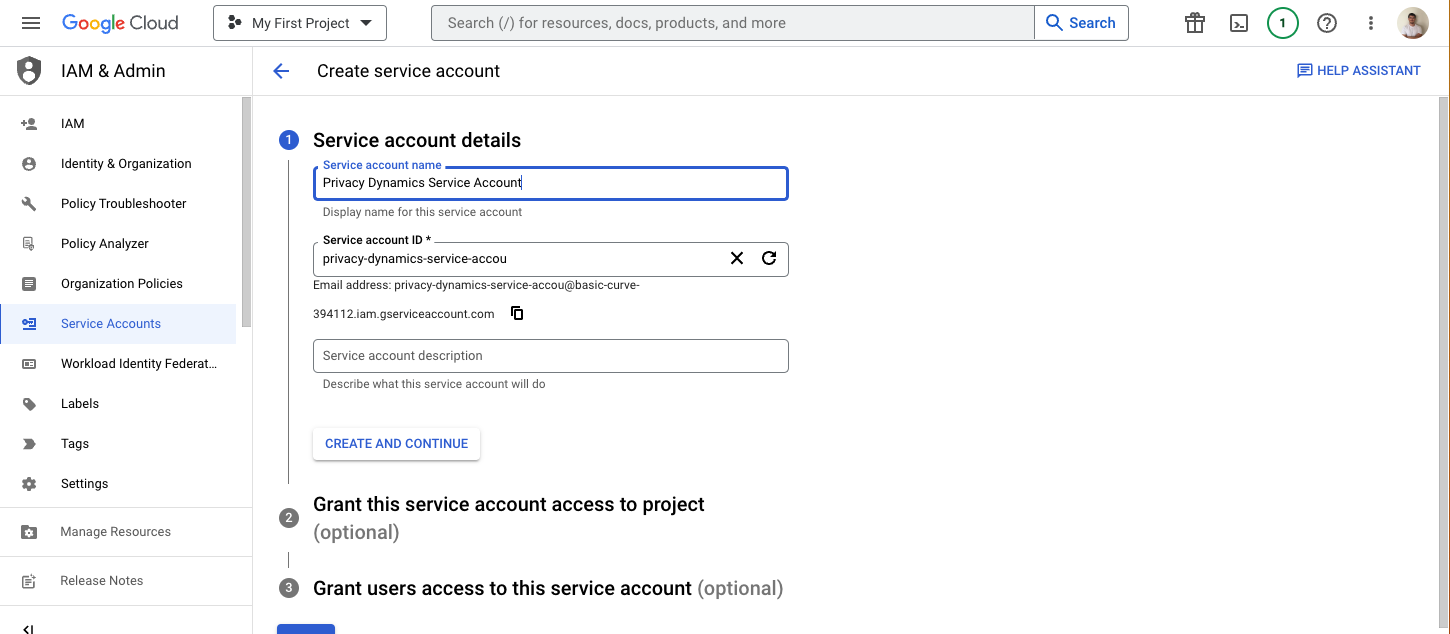 Google Cloud
My First Project
Search (/) for resources, docs, products, and more
Search
1
IAM & Admin
Create service account
HELP ASSISTANT
IAM
Identity & Organization
Policy Troubleshooter
Policy Analyzer
Organization Policies
Service Accounts
Workload Identity Federat...
Labels
Tags
Settings
Manage Resources
Release Notes
1
Service account details
Service account name
Privacy Dynamics Service Account
Display name for this service account
Service account ID *
privacy-dynamics-service-accou
Email address: privacy-dynamics-service-accou@basic-curve-
394112.iam.gserviceaccount.com
Service account description
Describe what this service account will do
CREATE AND CONTINUE
2
Grant this service account access to project
(optional)
3
Grant users access to this service account (optional)